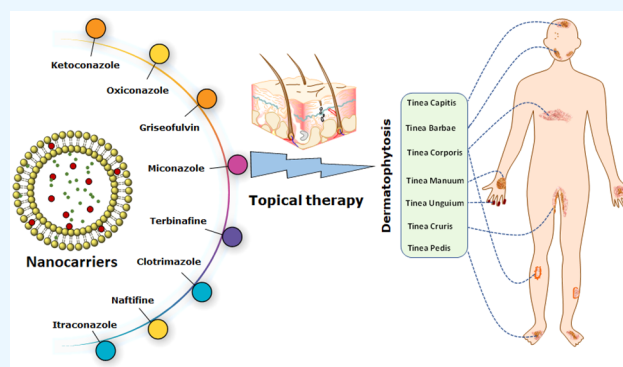 Ketoconazole
Oxiconazole
Griseofulvin
Miconazole
Terbinafine
Clotrimazole
Naftifine
Itraconazole
Nanocarriers
Topical therapy
Dermatophytosis
Tinea Capitis
Tinea Barbae
Tinea Corporis
Tinea Manuum
Tinea Unguium
Tinea Cruris
Tinea Pedis